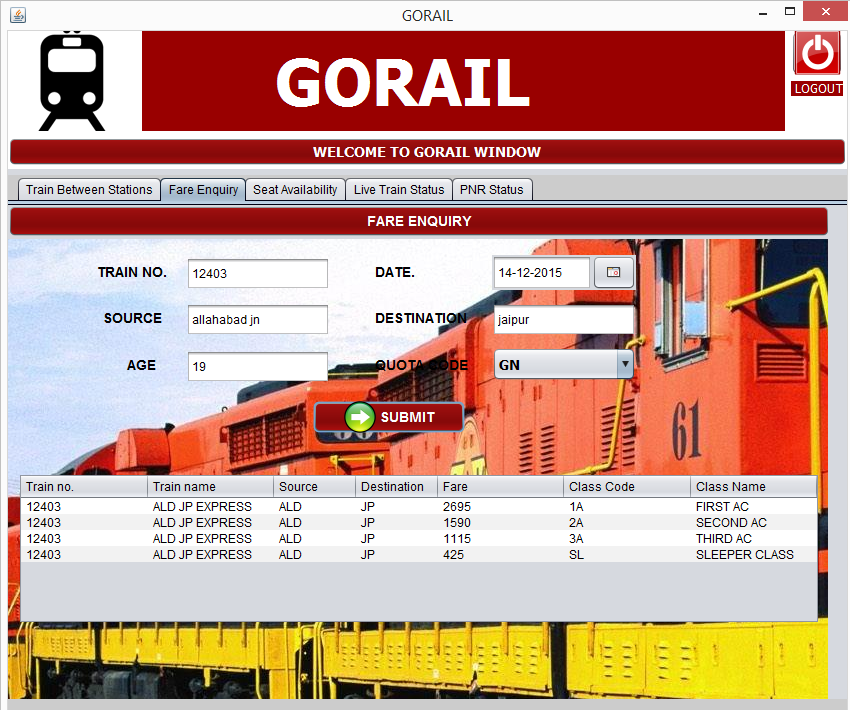 GORAIL
GORAIL
LOGOUT
WELCOME TO GORAIL WINDOW
Train Between Stations Fare Enquiry Seat Availability Live Train Status PNR Status
FARE ENQUIRY
TRAIN NO. 12403 DATE. 14-12-2015
SOURCE allahabad jn DESTINATION jaipur
AGE 19 QUOTA CODE GN
61
SUBMIT
Train no. Train name Source Destination Fare Class Code Class Name
12403 ALD JP EXPRESS ALD JP 2695 1A FIRST AC
12403 ALD JP EXPRESS ALD JP 1590 2A SECOND AC
12403 ALD JP EXPRESS ALD JP 1115 3A THIRD AC
12403 ALD JP EXPRESS ALD JP 425 SL SLEEPER CLASS